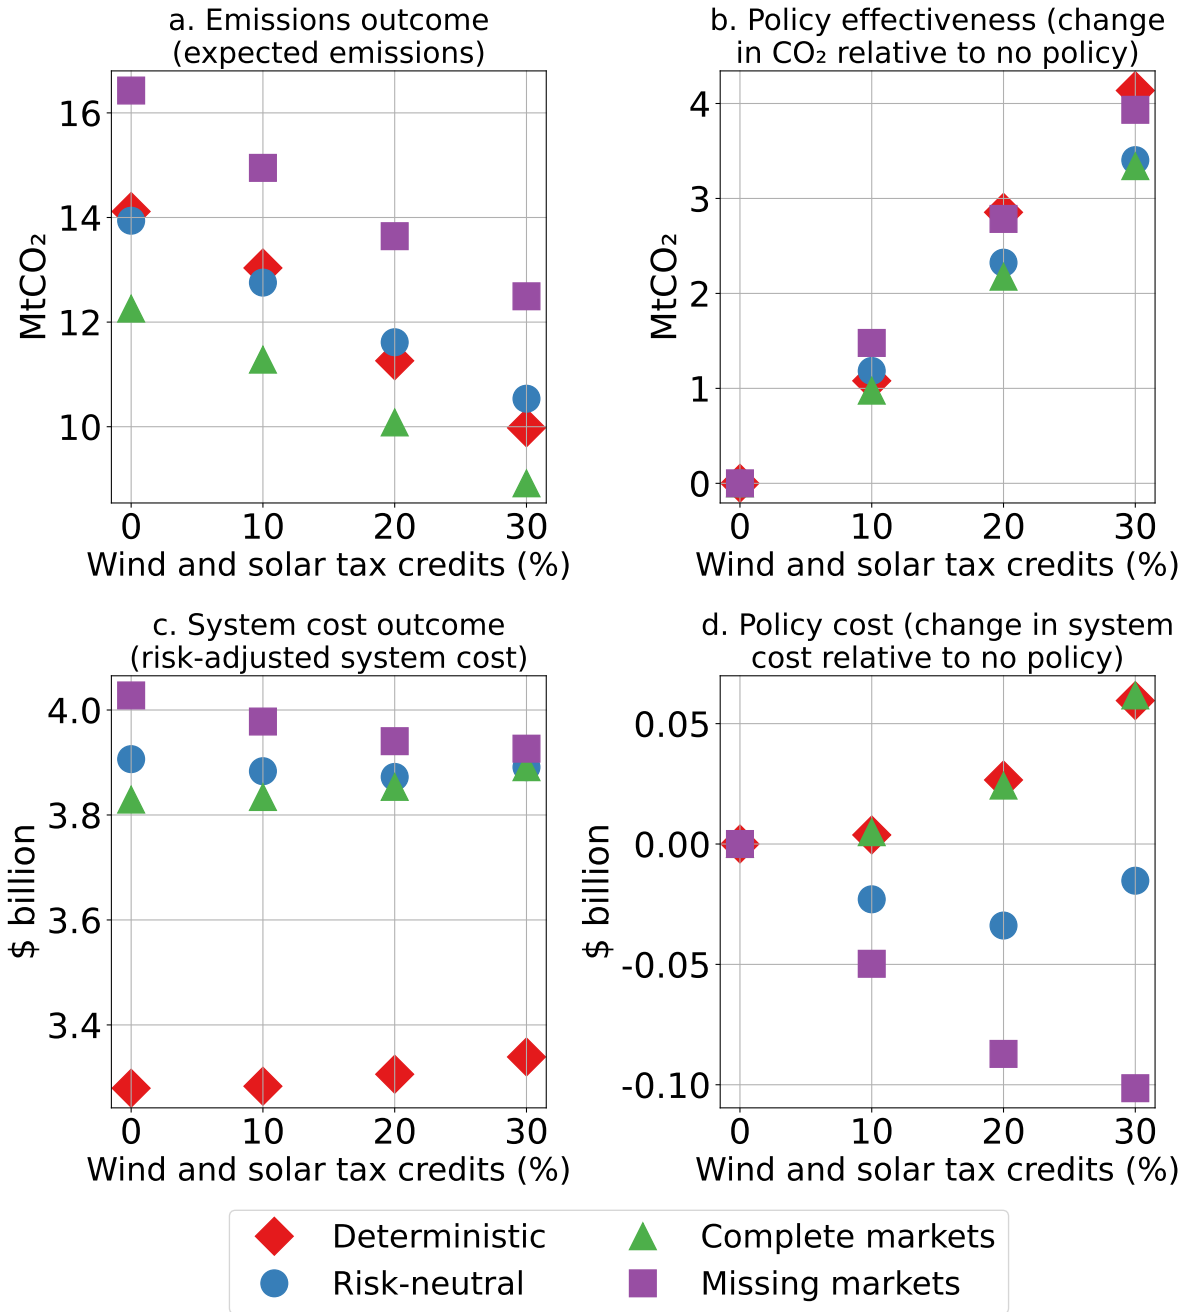 a. Emissions outcome
(expected emissions)
16
14
12
10
MtCO₂
0 10 20 30
Wind and solar tax credits (%)
b. Policy effectiveness (change
in CO₂ relative to no policy)
4
3
2
1
0
MtCO₂
0 10 20 30
Wind and solar tax credits (%)
c. System cost outcome
(risk-adjusted system cost)
4.0
3.8
3.6
3.4
$ billion
0 10 20 30
Wind and solar tax credits (%)
d. Policy cost (change in system
cost relative to no policy)
0.05
0.00
-0.05
-0.10
$ billion
0 10 20 30
Wind and solar tax credits (%)
Deterministic
Risk-neutral
Complete markets
Missing markets